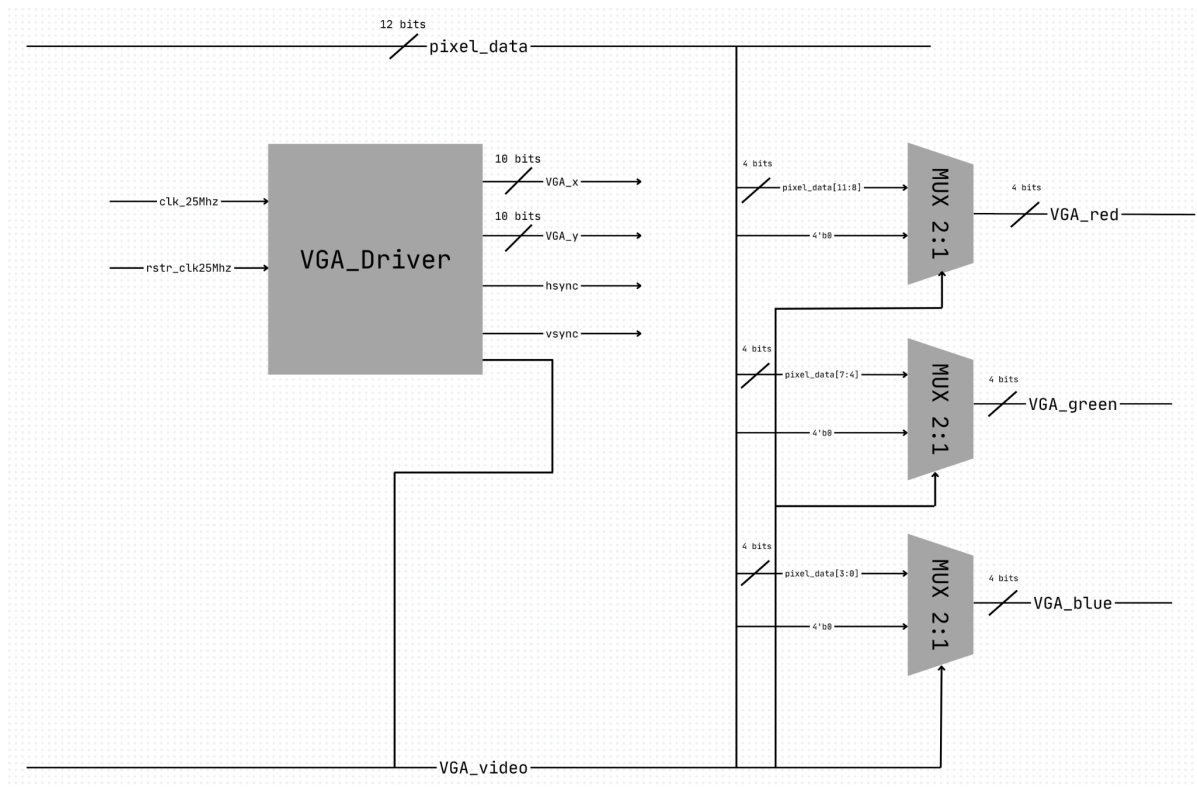 12 bits
pixel_data
10 bits
VGA_x
clk_25Mhz
10 bits
VGA_y
VGA_Driver
rstr_clk25Mhz
hsync
vsync
4 bits
pixel_data[11:8]
4'b0
MUX 2:1
4 bits
VGA_red
4 bits
pixel_data[7:4]
4'b0
MUX 2:1
4 bits
VGA_green
4 bits
pixel_data[3:0]
4'b0
MUX 2:1
4 bits
VGA_blue
VGA_video